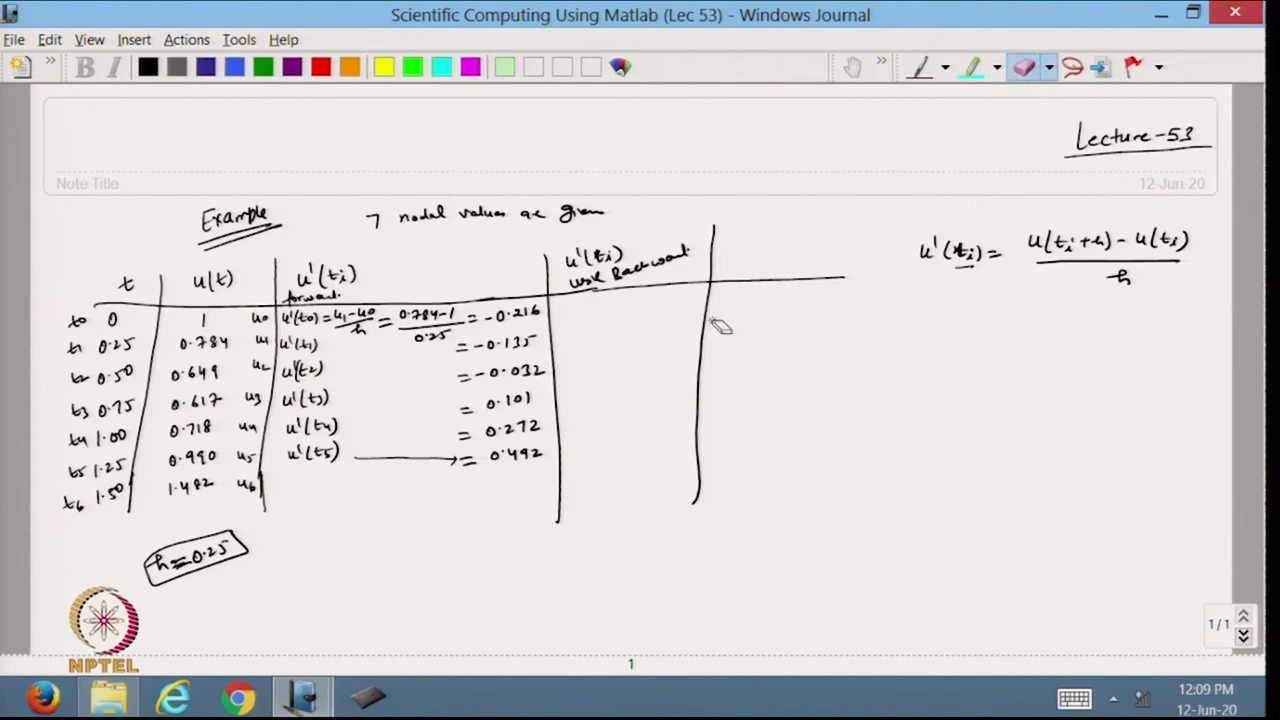 Scientific Computing Using Matlab (Lec 53) - Windows Journal
File Edit View Insert Actions Tools Help
Lecture-53
Note Title
12-Jun-20
Example 7 nodal values are given
u'(ti) = u(ti+h) - u(ti) / h
t u(t) u'(ti) forward u'(ti) use Backward
t0 0 1 u0 u'(t0) = u1-u0 / h = 0.784-1 / 0.25 = -0.216
t1 0.25 0.784 u1 u'(t1) = -0.135
t2 0.50 0.649 u2 u'(t2) = -0.032
t3 0.75 0.617 u3 u'(t3) = 0.101
t4 1.00 0.718 u4 u'(t4) = 0.272
t5 1.25 0.990 u5 u'(t5) = 0.492
t6 1.50 1.482 u6
h = 0.25
NPTEL
1/1
1
12:09 PM
12-Jun-20